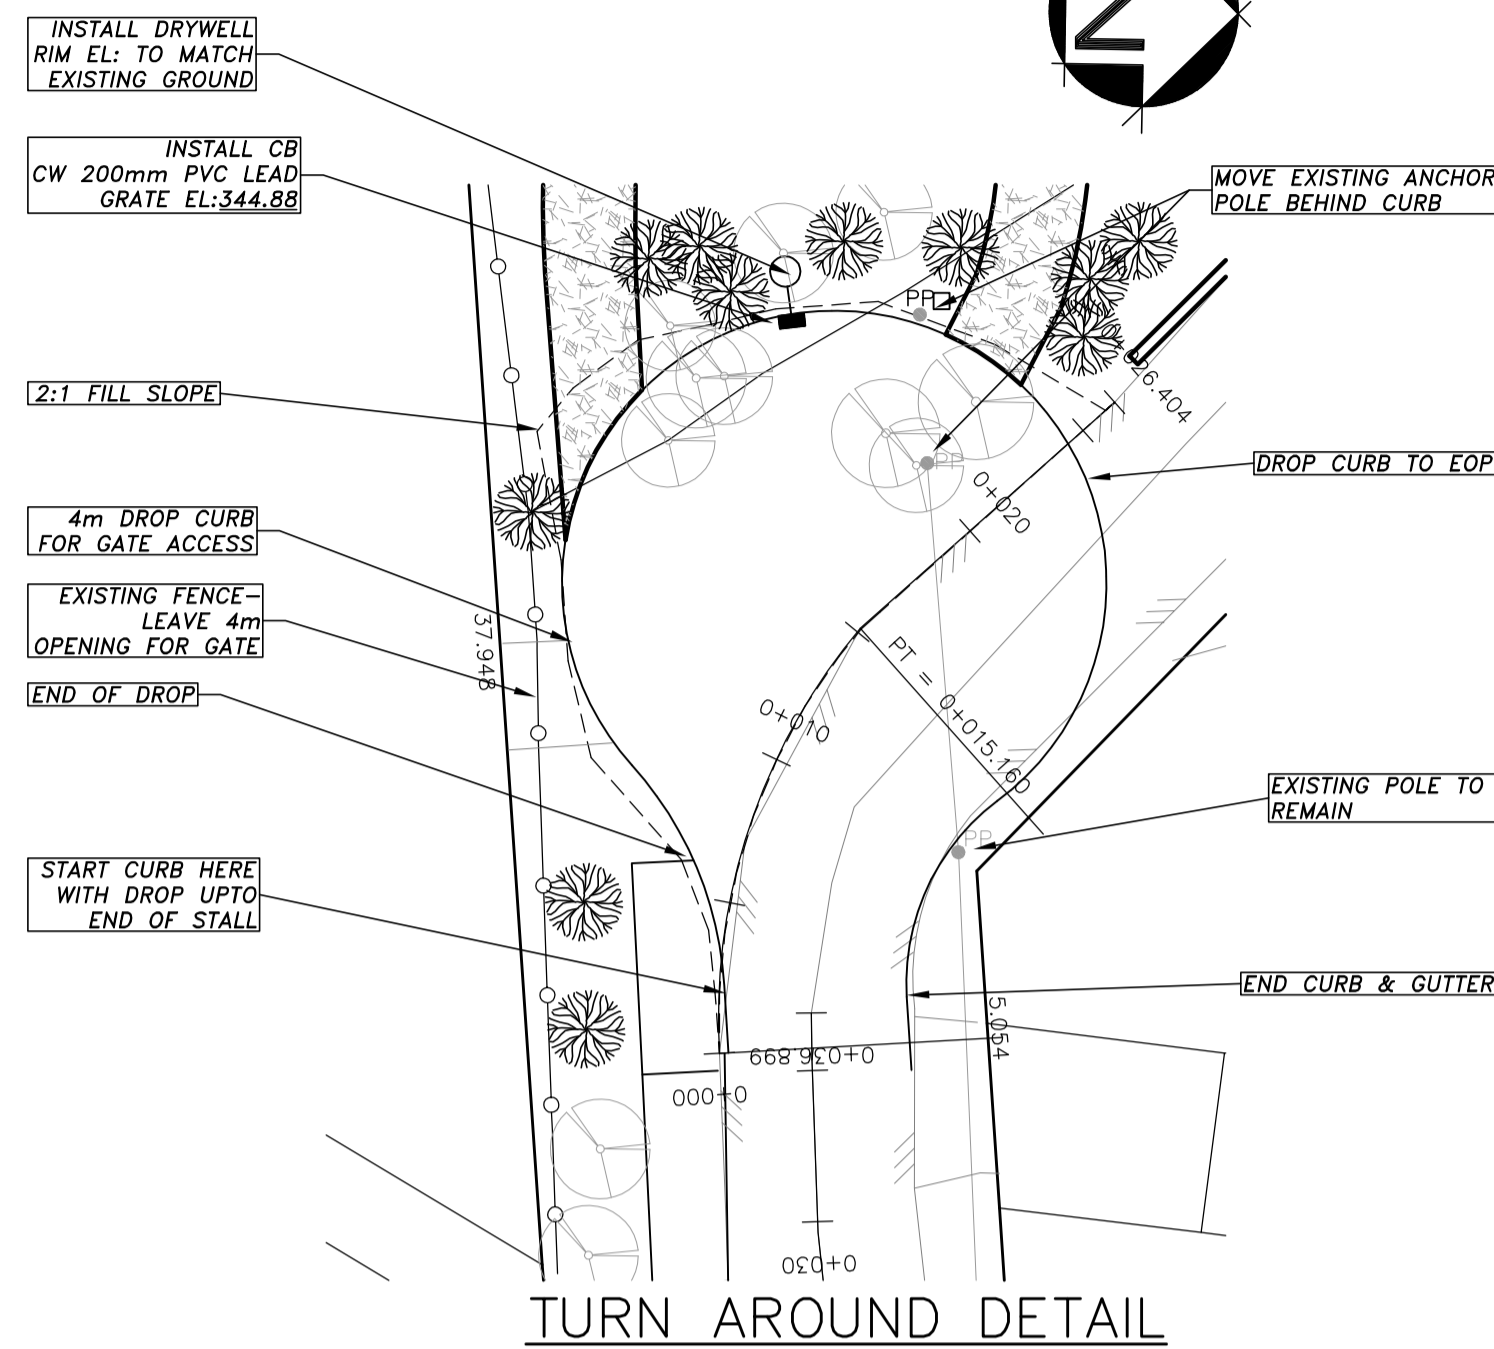 INSTALL DRYWELL
RIM EL: TO MATCH
EXISTING GROUND
INSTALL CB
CW 200mm PVC LEAD
GRATE EL:344.88
2:1 FILL SLOPE
4m DROP CURB
FOR GATE ACCESS
EXISTING FENCE-
LEAVE 4m
OPENING FOR GATE
END OF DROP
START CURB HERE
WITH DROP UPTO
END OF STALL
N
MOVE EXISTING ANCHOR
POLE BEHIND CURB
DROP CURB TO EOP
EXISTING POLE TO
REMAIN
END CURB & GUTTER
PP
PP
PP
0+026.404
0+020
PT = 0+015.160
0+010
37.948
5.054
0+036.899
0+000
0+030
TURN AROUND DETAIL